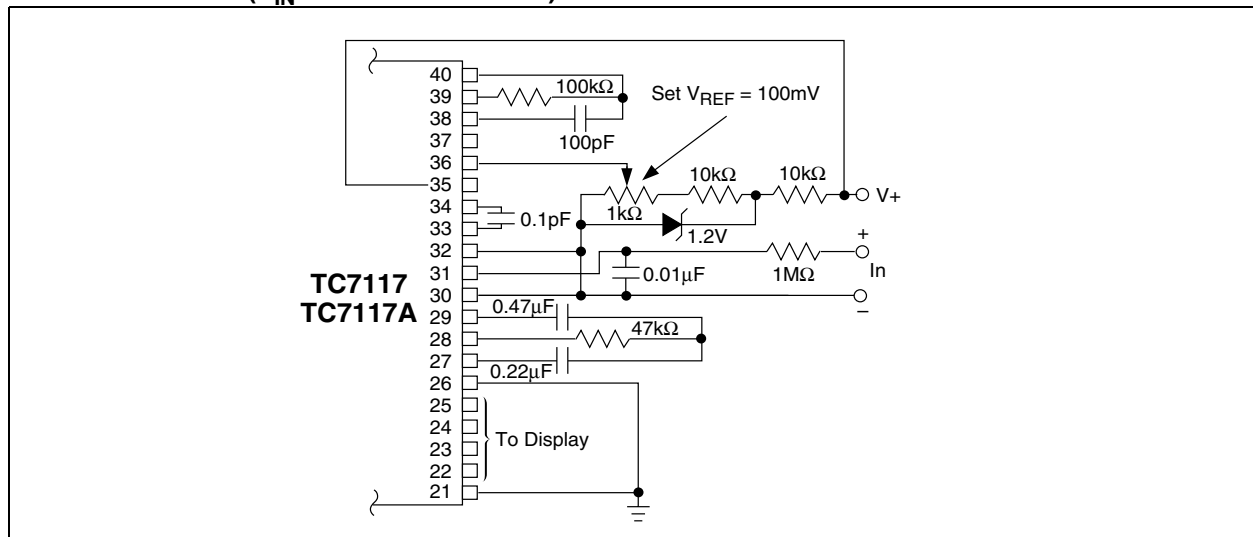 IN
)
40
39
38
37
36
35
34
33
32
31
30
29
28
27
26
25
24
23
22
21
TC7117
TC7117A
100kΩ
100pF
Set VREF = 100mV
10kΩ
10kΩ
V+
1kΩ
1.2V
0.1pF
+
In
–
1MΩ
0.01μF
0.47μF
47kΩ
0.22μF
To Display